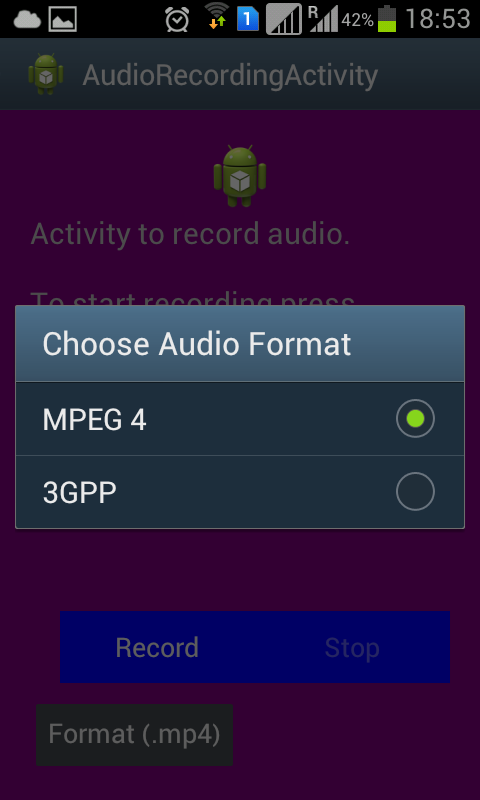 1 R 42% 18:53
AudioRecordingActivity
Activity to record audio.
To start recording press
Choose Audio Format
MPEG 4
3GPP
Record Stop
Format (.mp4)